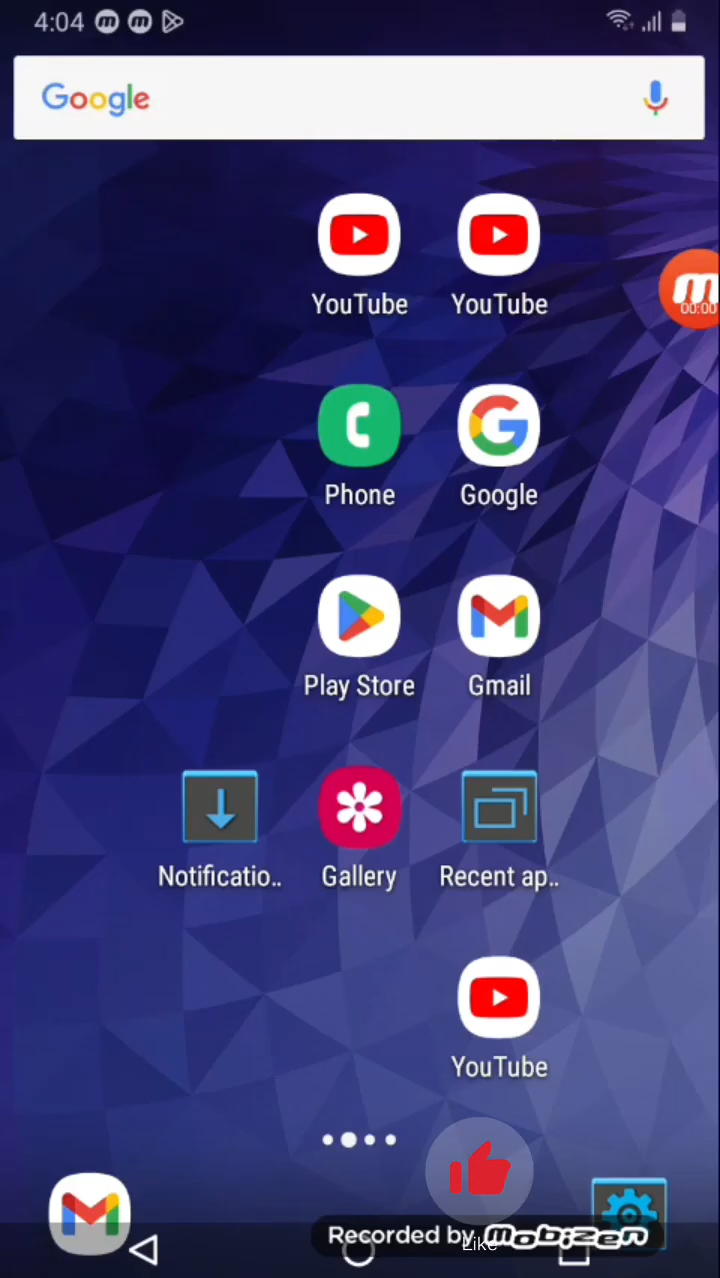 4:04
Google
YouTube YouTube
00:00
Phone Google
Play Store Gmail
Notificatio.. Gallery Recent ap..
YouTube
Recorded by Mobizen
Like